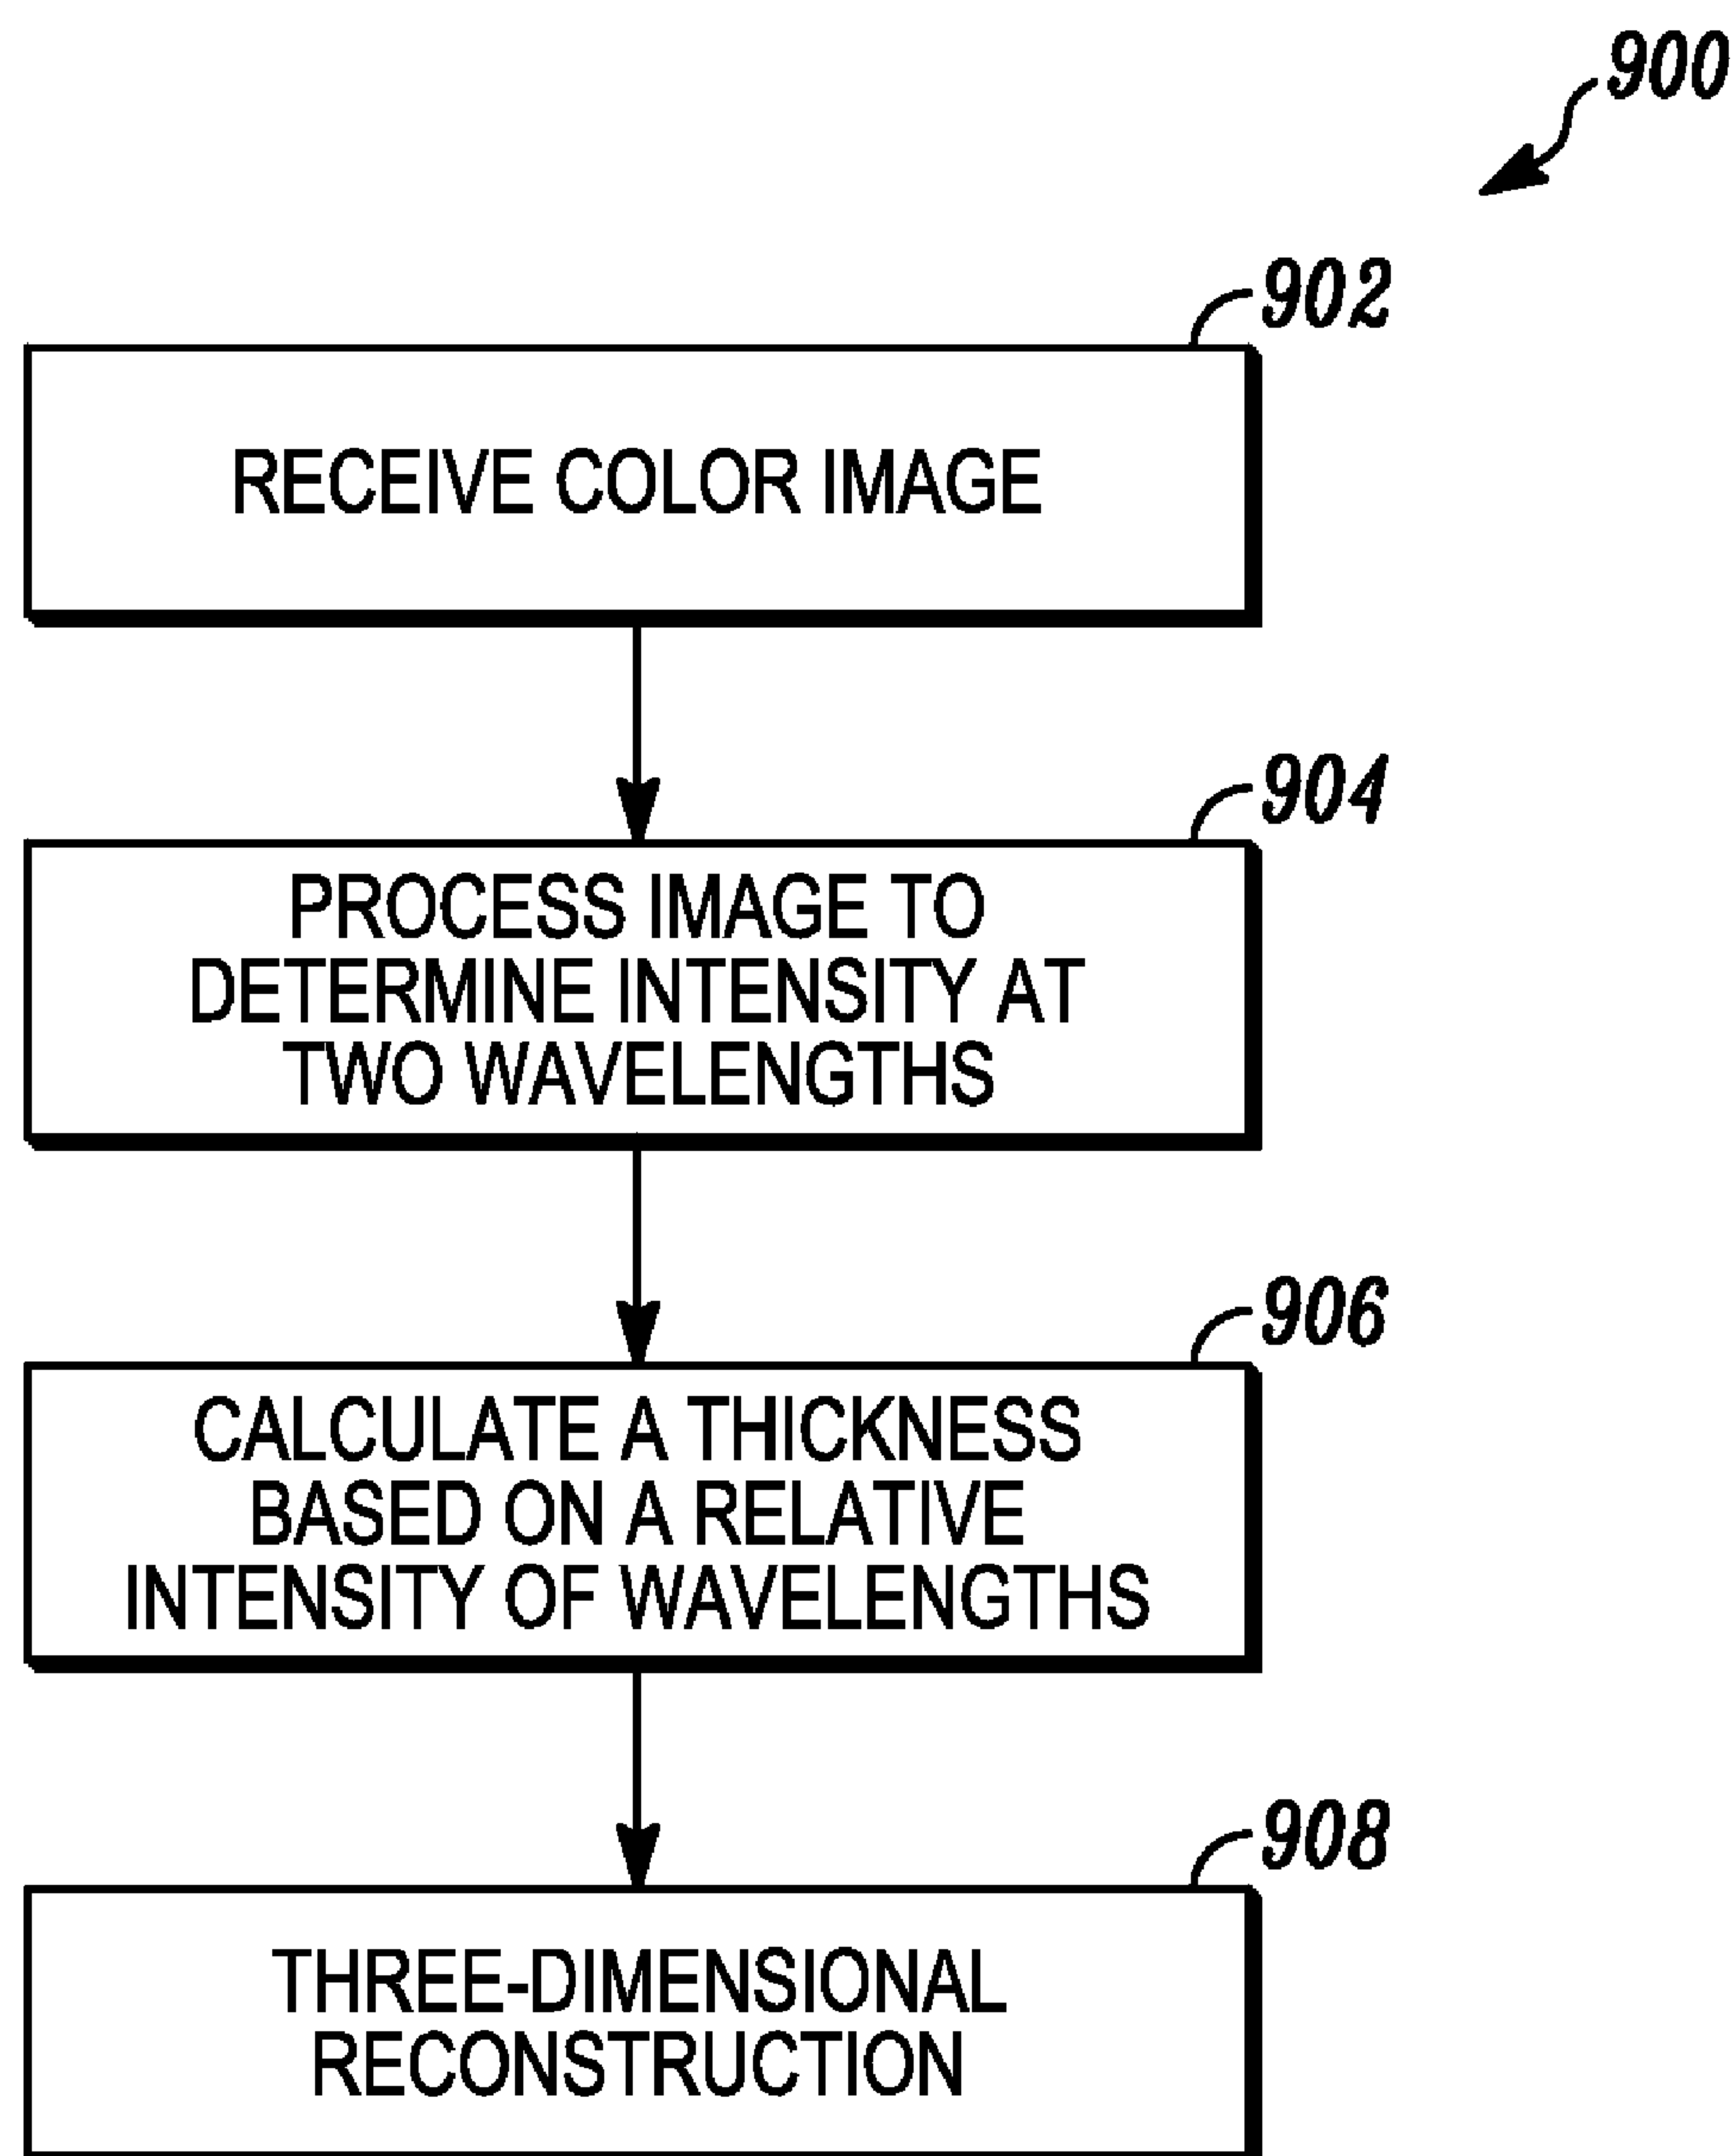 900
902
RECEIVE COLOR IMAGE
904
PROCESS IMAGE TO
DETERMINE INTENSITY AT
TWO WAVELENGTHS
906
CALCULATE A THICKNESS
BASED ON A RELATIVE
INTENSITY OF WAVELENGTHS
908
THREE-DIMENSIONAL
RECONSTRUCTION